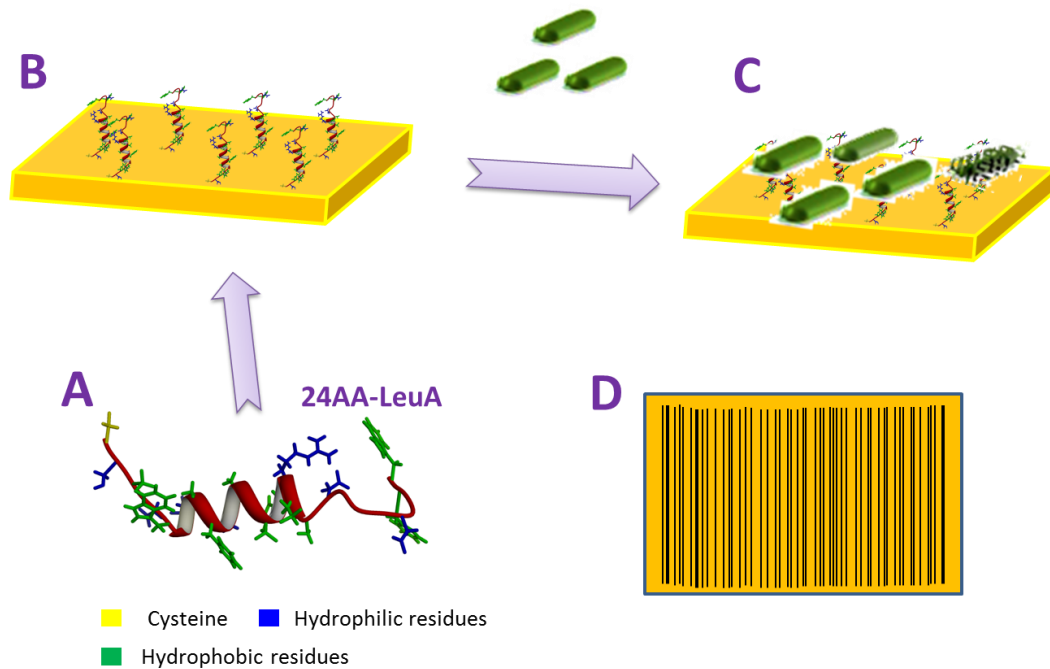 B
C
A
24AA-LeuA
D
Cysteine
Hydrophilic residues
Hydrophobic residues